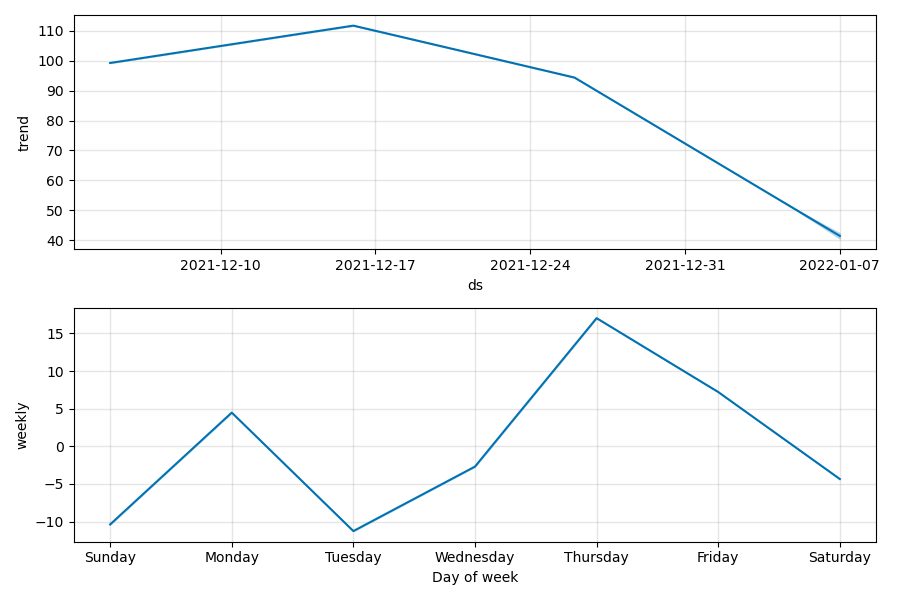 110
100
90
80
70
60
50
40
trend
2021-12-10 2021-12-17 2021-12-24 2021-12-31 2022-01-07
ds
15
10
5
0
−5
−10
weekly
Sunday Monday Tuesday Wednesday Thursday Friday Saturday
Day of week